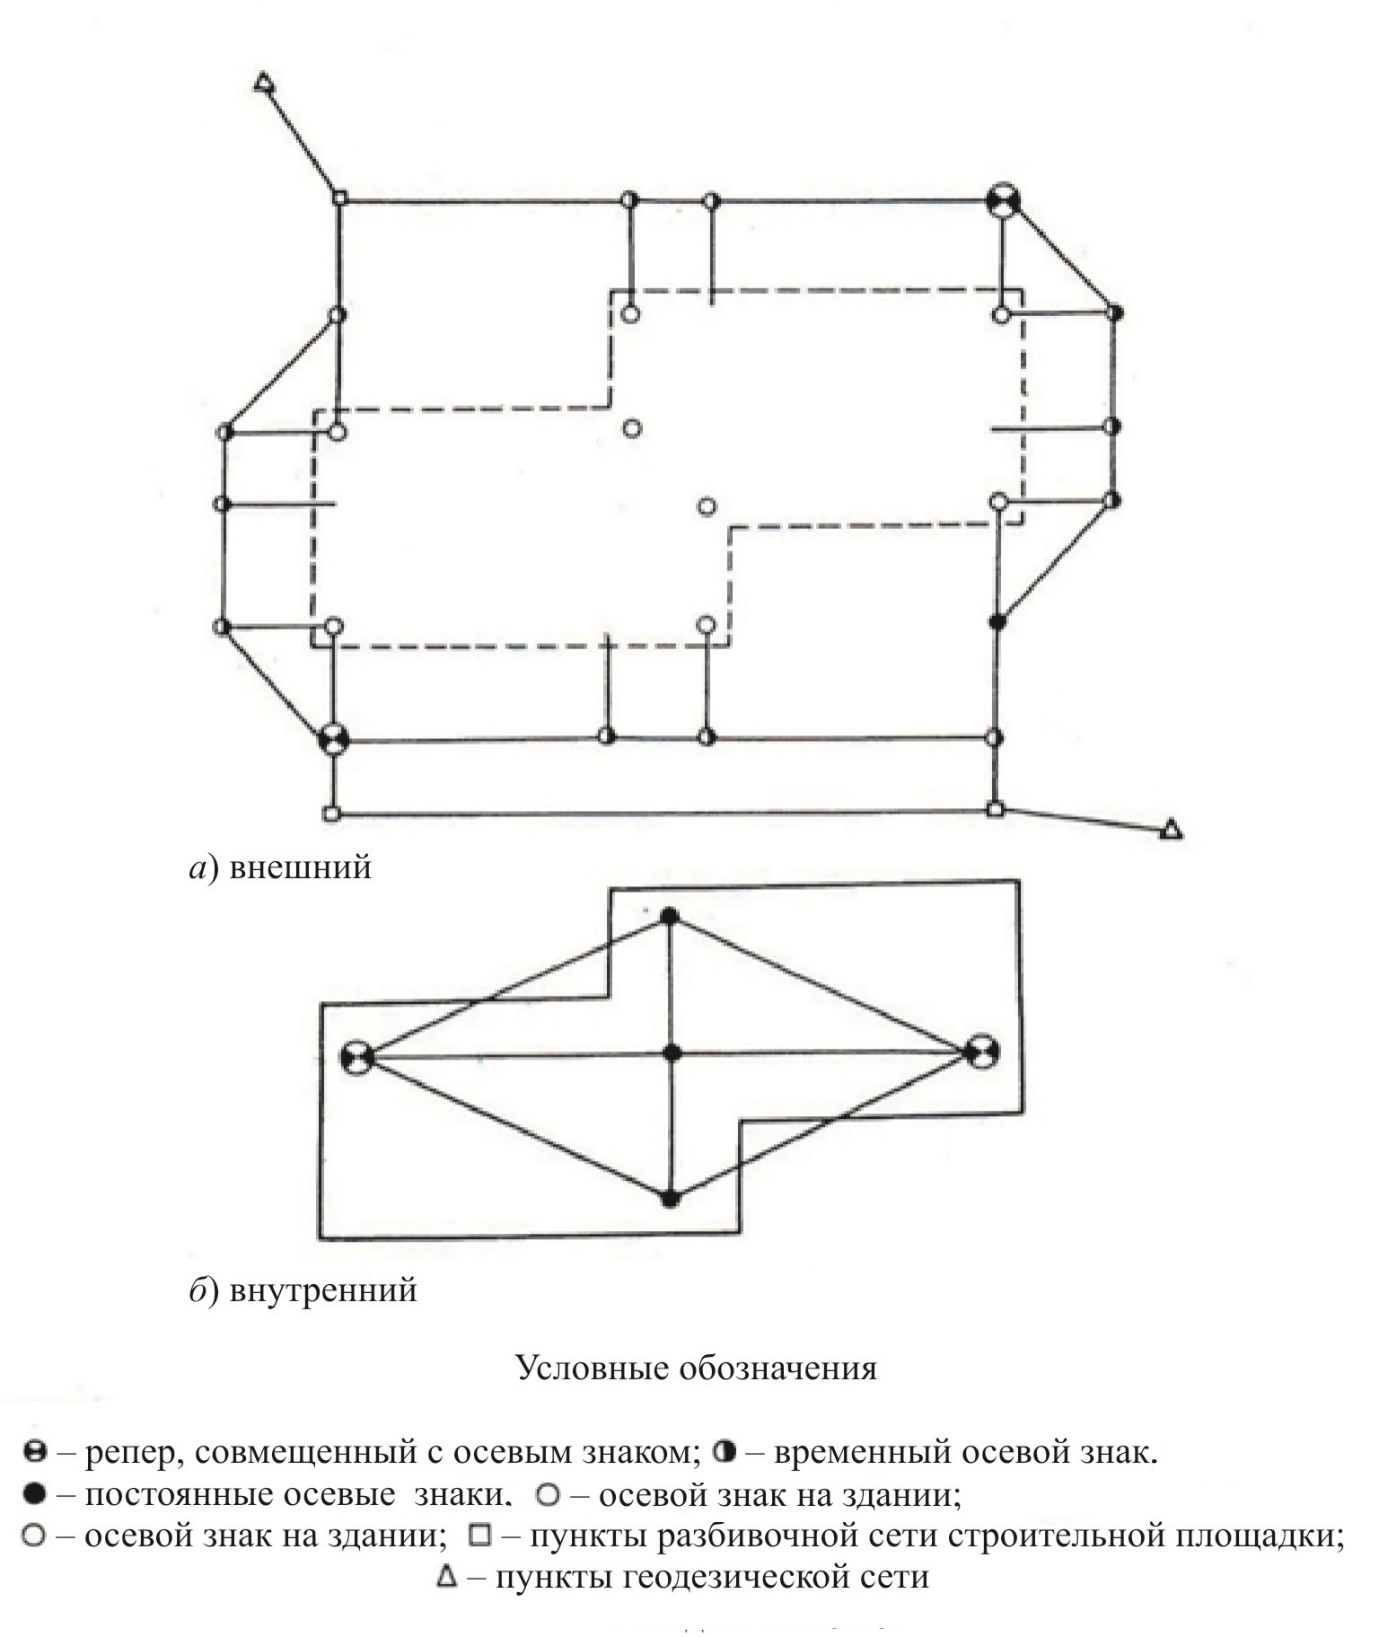 а) внешний
б) внутренний
Условные обозначения
– репер, совмещенный с осевым знаком; – временный осевой знак.
– постоянные осевые знаки, – осевой знак на здании;
– осевой знак на здании; – пункты разбивочной сети строительной площадки;
– пункты геодезической сети